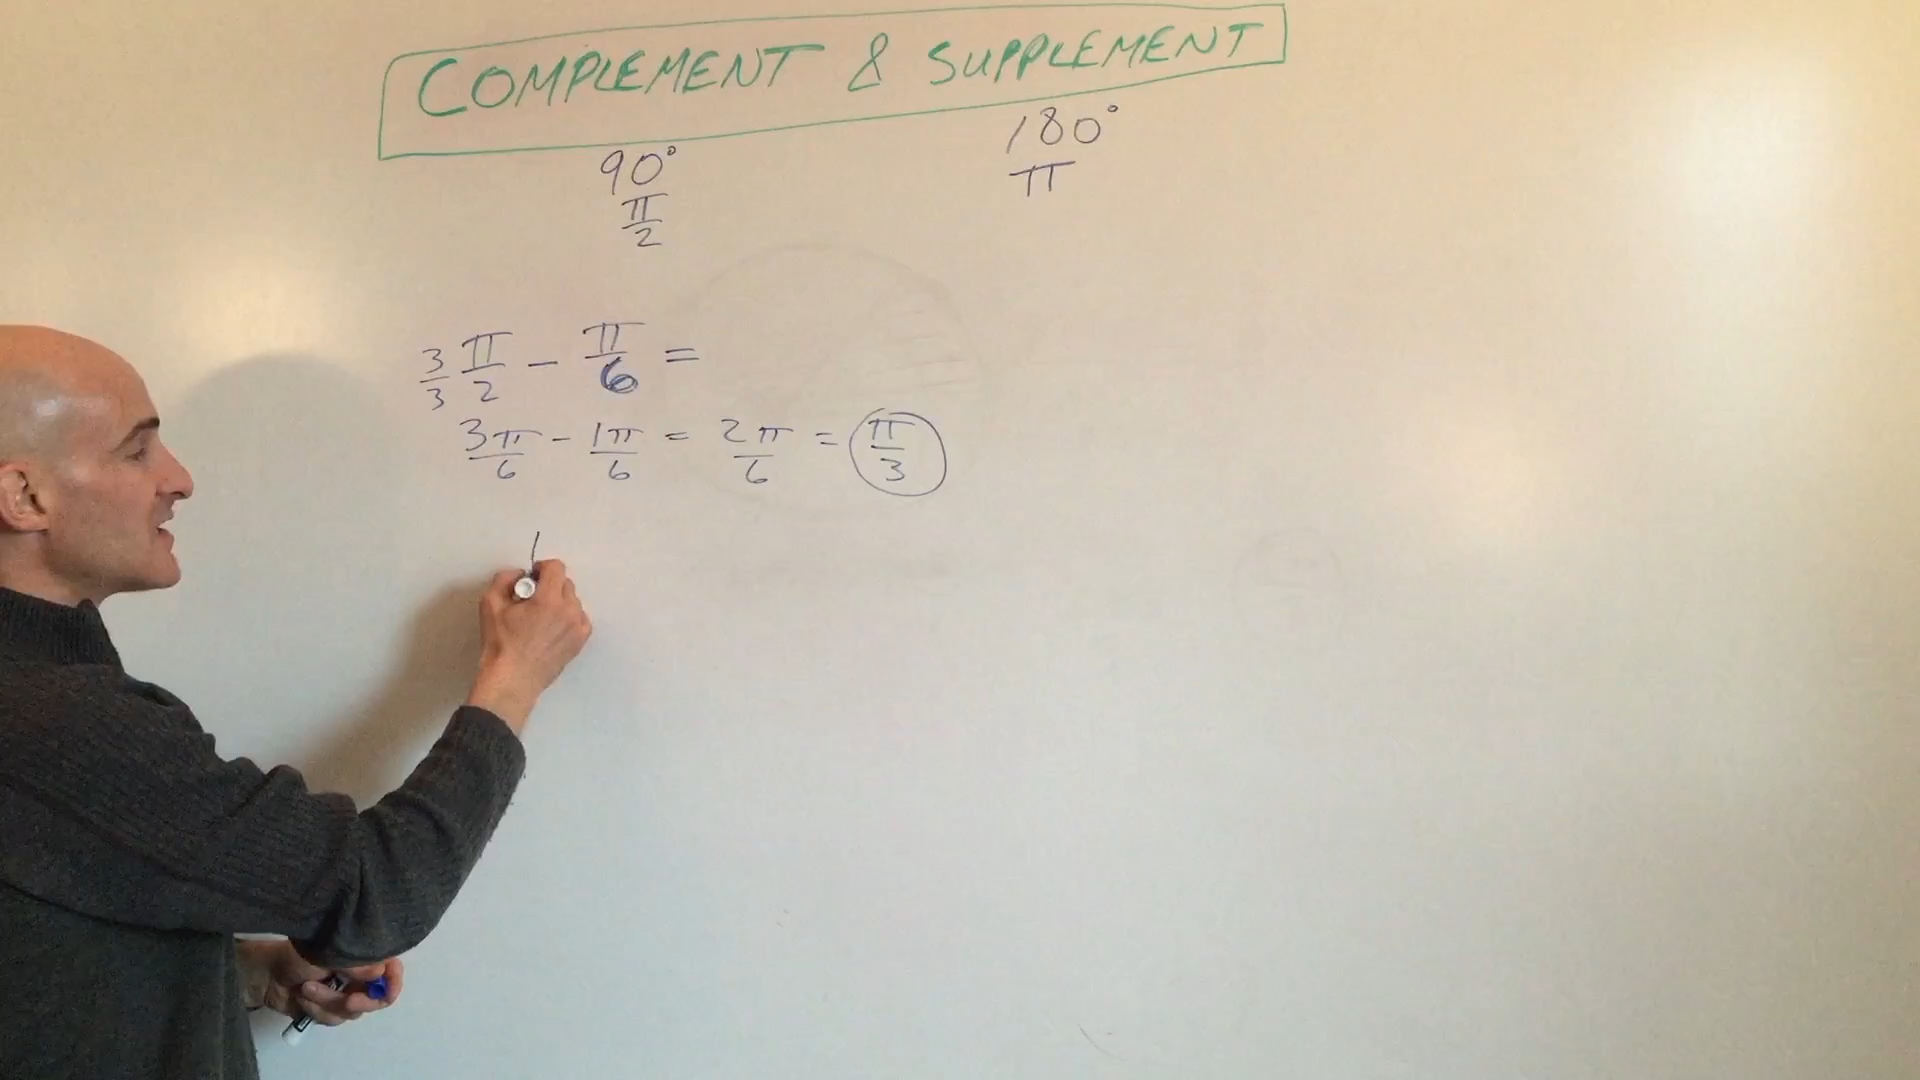 COMPLEMENT & SUPPLEMENT
90° 180°
π/2 π
3/3 π/2 - π/6 =
3π/6 - 1π/6 = 2π/6 = π/3